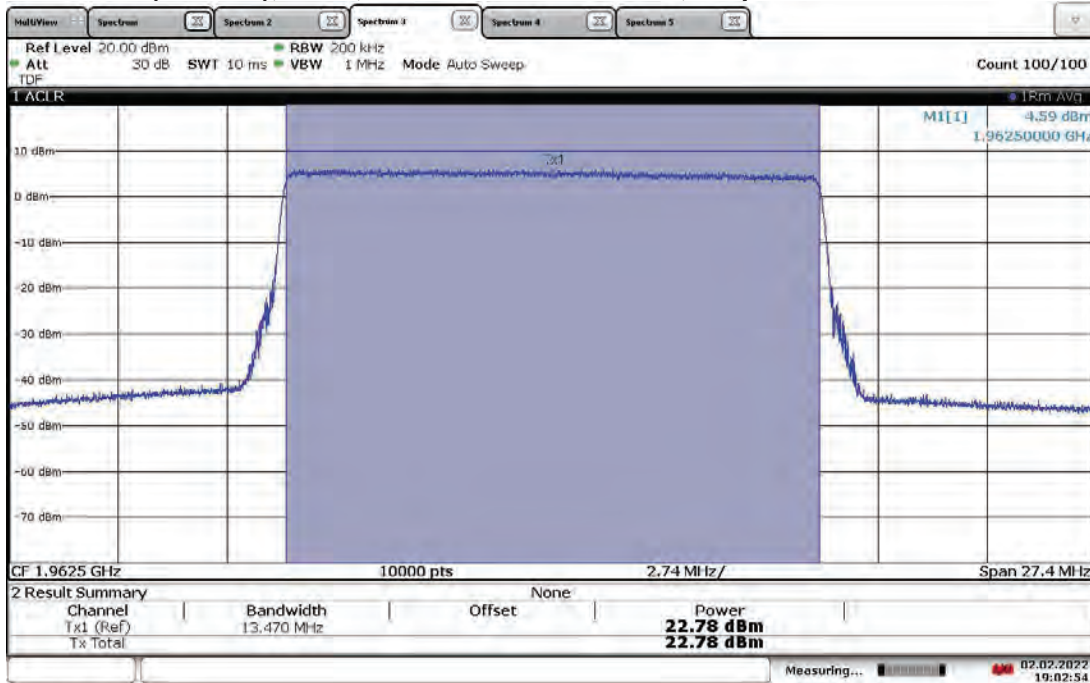 MultiView Spectrum Spectrum 2 Spectrum 3 Spectrum 4 Spectrum 5
Ref Level 20.00 dBm RBW 200 kHz
Att 30 dB SWT 10 ms VBW 1 MHz Mode Auto Sweep Count 100/100
TDF
1 ACLR 1Rm Avg
M1[1] 4.59 dBm
1.96250000 GHz
10 dBm
Tx1
0 dBm
-10 dBm
-20 dBm
-30 dBm
-40 dBm
-50 dBm
-60 dBm
-70 dBm
CF 1.9625 GHz 10000 pts 2.74 MHz/ Span 27.4 MHz
2 Result Summary None
Channel Bandwidth Offset Power
Tx1 (Ref) 13.470 MHz 22.78 dBm
Tx Total 22.78 dBm
Measuring... 02.02.2022
19:02:54